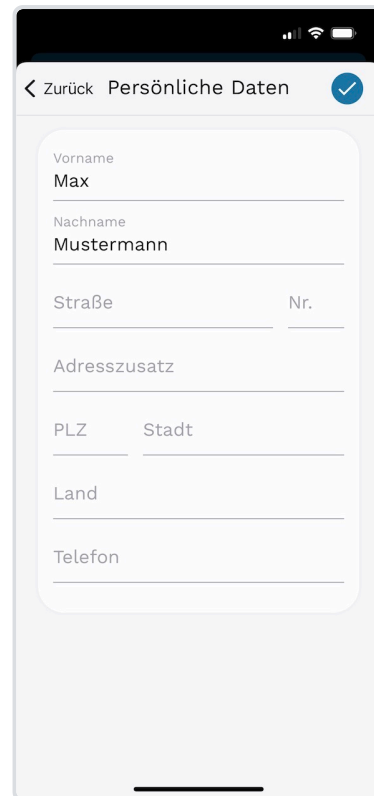 Zurück Persönliche Daten
Vorname
Max
Nachname
Mustermann
Straße Nr.
Adresszusatz
PLZ Stadt
Land
Telefon